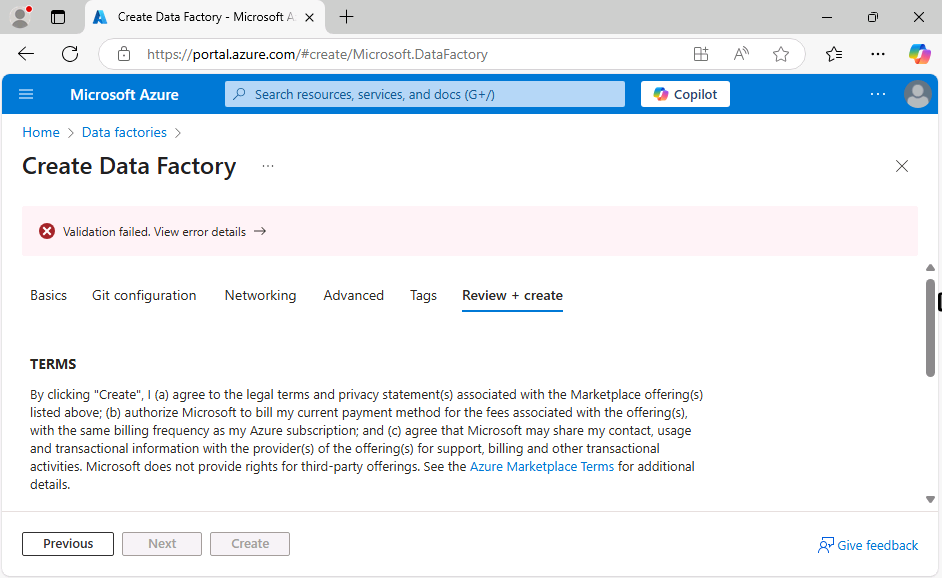 Create Data Factory - Microsoft A
https://portal.azure.com/#create/Microsoft.DataFactory
Microsoft Azure
Search resources, services, and docs (G+/)
Copilot
Home > Data factories >
Create Data Factory
Validation failed. View error details →
Basics Git configuration Networking Advanced Tags Review + create
TERMS
By clicking "Create", I (a) agree to the legal terms and privacy statement(s) associated with the Marketplace offering(s)
listed above; (b) authorize Microsoft to bill my current payment method for the fees associated with the offering(s),
with the same billing frequency as my Azure subscription; and (c) agree that Microsoft may share my contact, usage
and transactional information with the provider(s) of the offering(s) for support, billing and other transactional
activities. Microsoft does not provide rights for third-party offerings. See the Azure Marketplace Terms for additional
details.
Previous Next Create
Give feedback